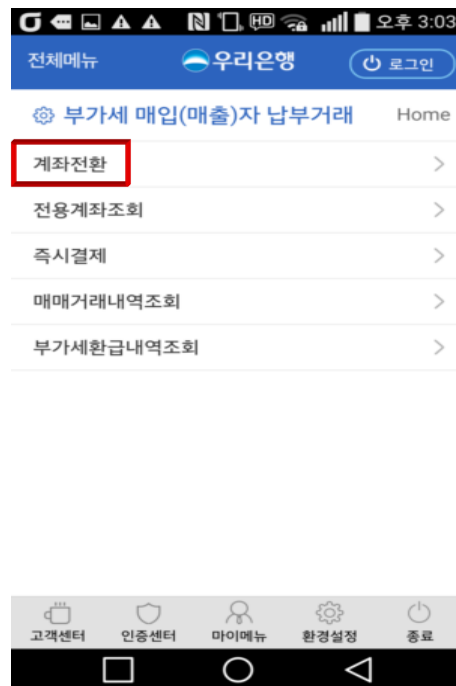 HD 오후 3:03
전체메뉴 우리은행 로그인
부가세 매입(매출)자 납부거래 Home
계좌전환
전용계좌조회
즉시결제
매매거래내역조회
부가세환급내역조회
고객센터 인증센터 마이메뉴 환경설정 종료